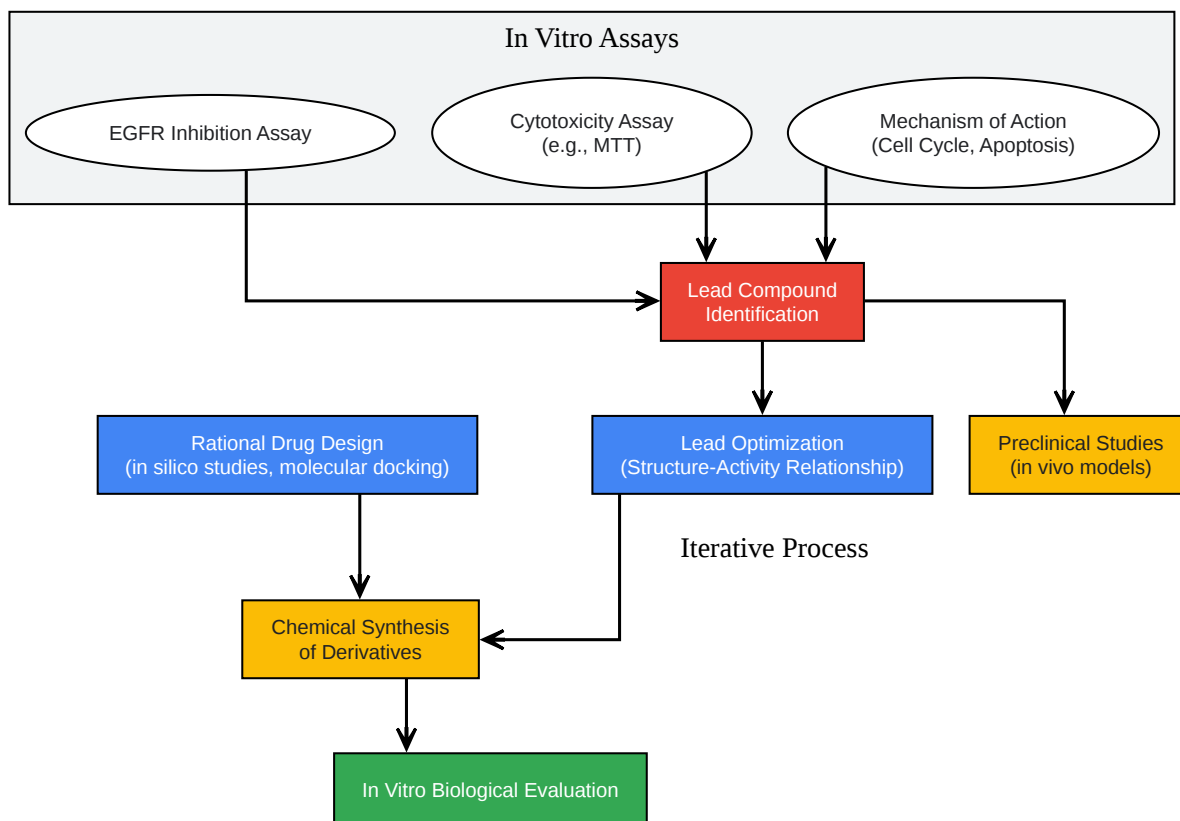 In Vitro Assays
EGFR Inhibition Assay
Cytotoxicity Assay
(e.g., MTT)
Mechanism of Action
(Cell Cycle, Apoptosis)
Lead Compound
Identification
Rational Drug Design
(in silico studies, molecular docking)
Lead Optimization
(Structure-Activity Relationship)
Preclinical Studies
(in vivo models)
Iterative Process
Chemical Synthesis
of Derivatives
In Vitro Biological Evaluation